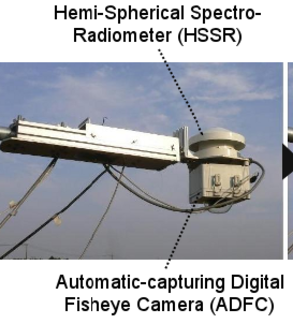 Hemi-Spherical Spectro-
Radiometer (HSSR)
Automatic-capturing Digital
Fisheye Camera (ADFC)